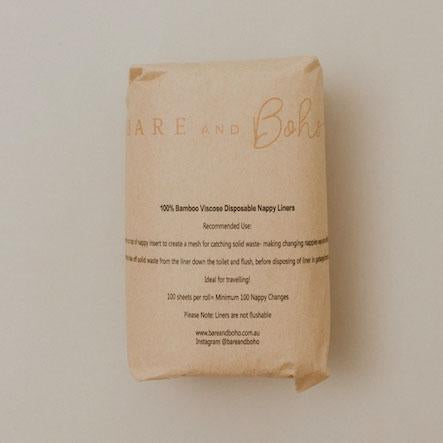 BARE AND Boho
100% Bamboo Viscose Disposable Nappy Liners
Recommended Use:
of nappy insert to create a mesh for catching solid waste- making changing nappies
off solid waste from the liner down the toilet and flush, before disposing of liner in
Ideal for travelling!
100 sheets per roll= Minimum 100 Nappy Changes
Please Note: Liners are not flushable
www.bareandboho.com.au
Instagram @bareandboho